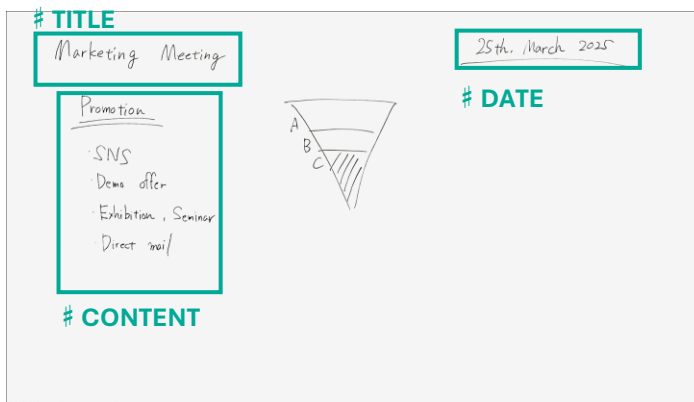 # TITLE
Marketing Meeting
25th. March 2025
# DATE
Promotion
· SNS
· Demo offer
· Exhibition, Seminar
· Direct mail
A
B
C
# CONTENT